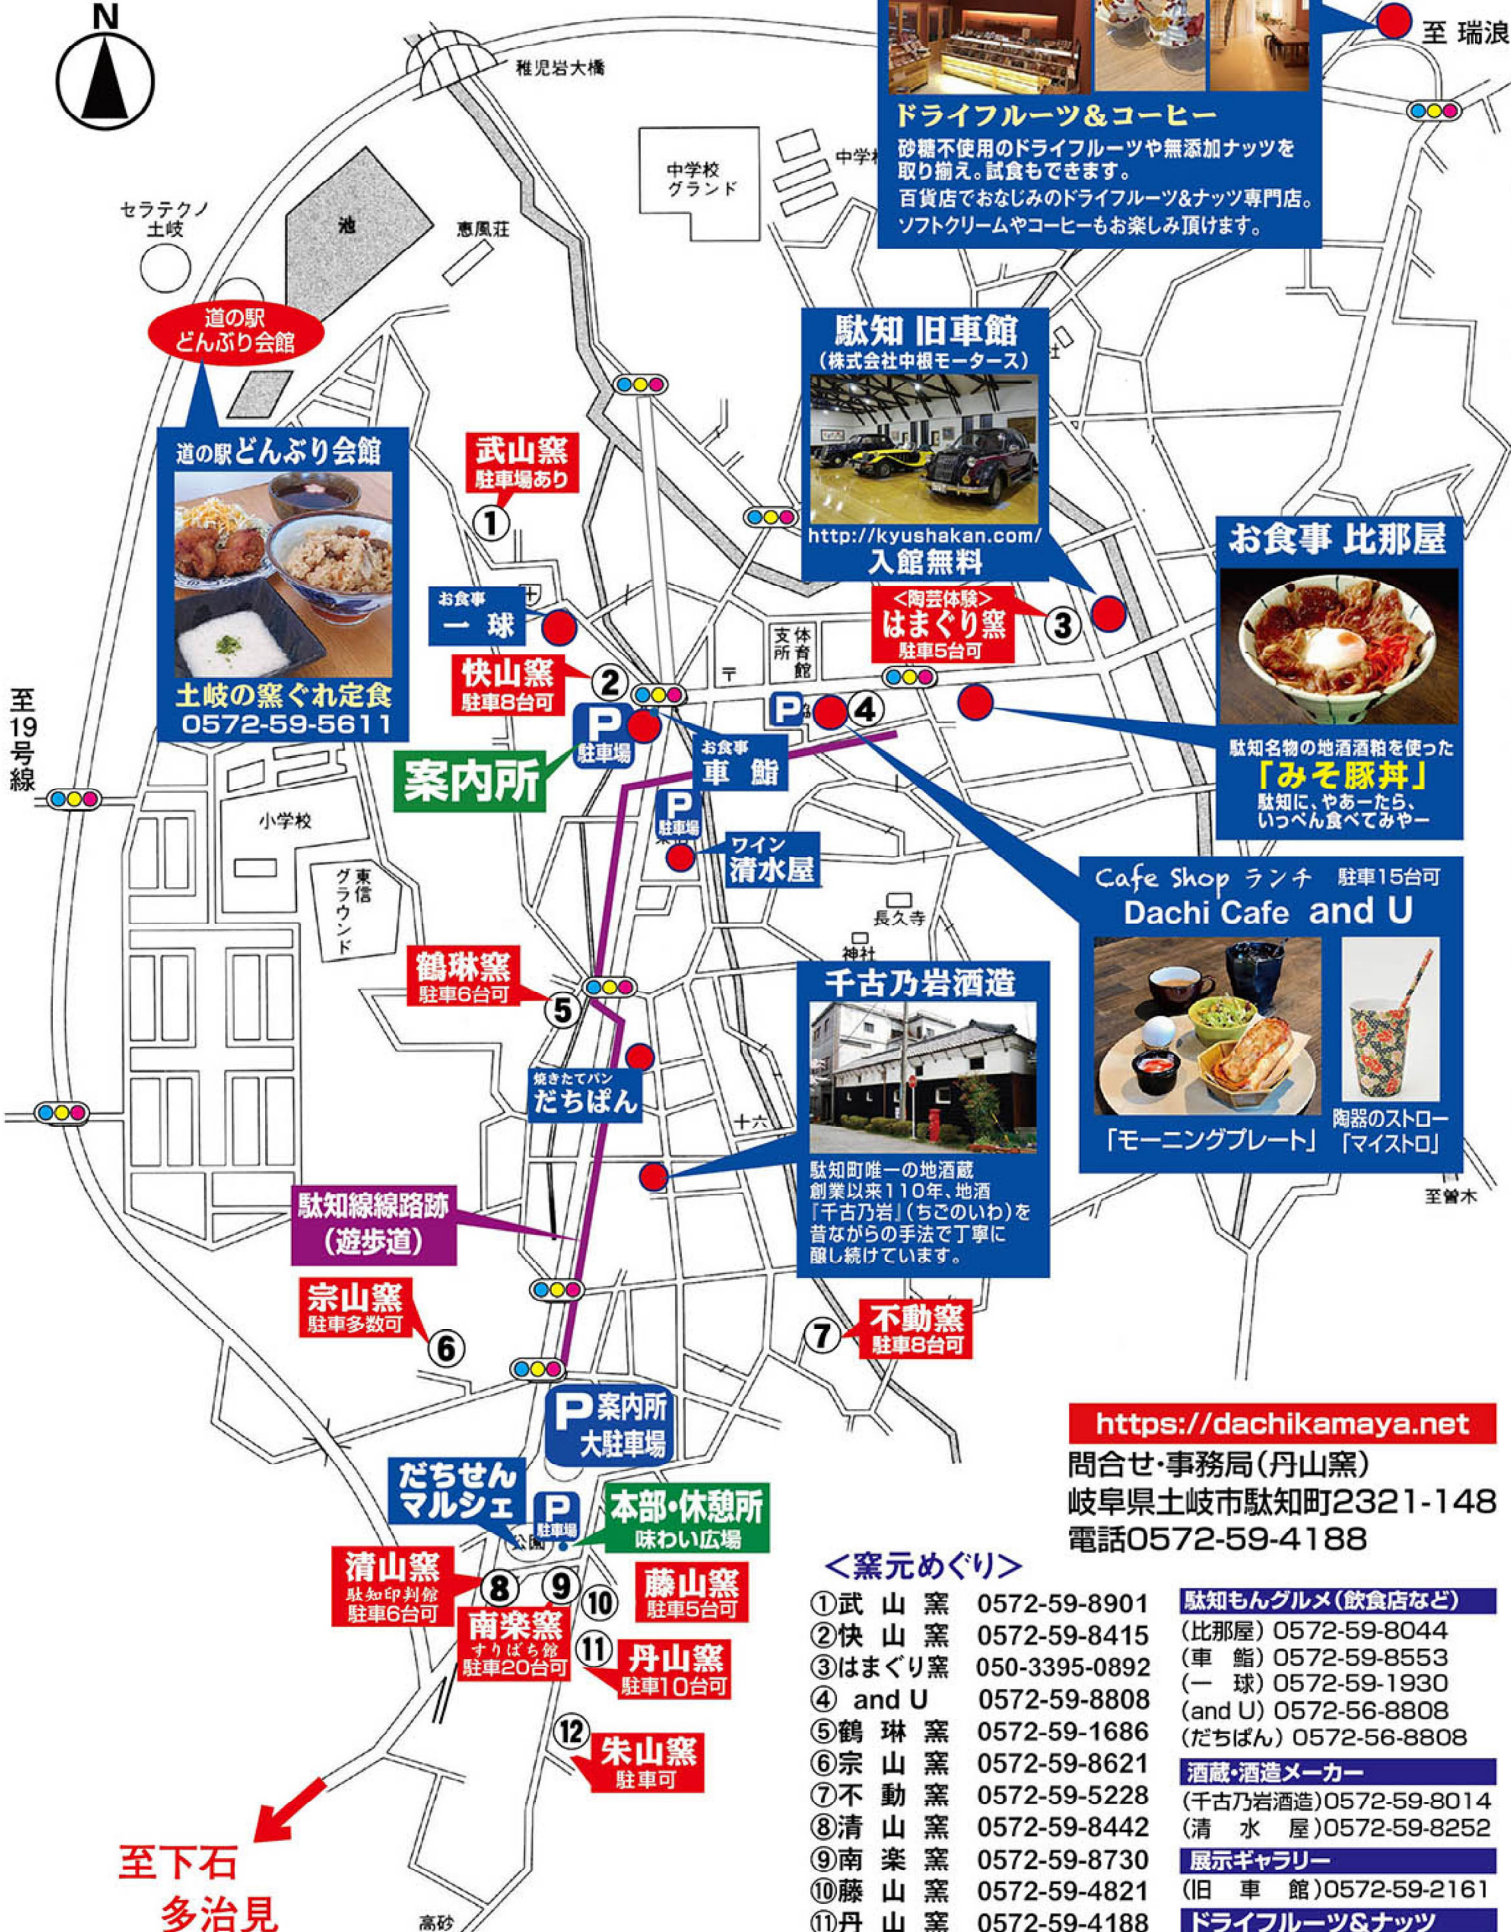 N
稚児岩大橋
至 瑞浪
ドライフルーツ&コーヒー
砂糖不使用のドライフルーツや無添加ナッツを
取り揃え。試食もできます。
百貨店でおなじみのドライフルーツ&ナッツ専門店。
ソフトクリームやコーヒーもお楽しみ頂けます。
中学校
グランド
中学
セラテクノ
土岐
池
恵風荘
道の駅
どんぶり会館
道の駅どんぶり会館
土岐の窯ぐれ定食
0572-59-5611
駄知 旧車館
(株式会社中根モータース)
http://kyushakan.com/
入館無料
社
武山窯
駐車場あり
①
お食事
一 球
快山窯
駐車8台可
②
<陶芸体験>
はまぐり窯
駐車5台可
③
支所
体育館
〒
お食事 比那屋
駄知名物の地酒酒粕を使った
「みそ豚丼」
駄知に、やあーたら、
いっぺん食べてみやー
P
駐車場
案内所
お食事
車 鮨
P
④
P
駐車場
ワイン
清水屋
至19号線
小学校
東信
グラウンド
長久寺
神社
Cafe Shop ランチ 駐車15台可
Dachi Cafe and U
「モーニングプレート」
陶器のストロー
「マイストロ」
鶴琳窯
駐車6台可
⑤
千古乃岩酒造
駄知町唯一の地酒蔵
創業以来110年、地酒
『千古乃岩』(ちごのいわ)を
昔ながらの手法で丁寧に
醸し続けています。
焼きたてパン
だちぱん
十六
至曽木
駄知線線路跡
(遊歩道)
宗山窯
駐車多数可
⑥
⑦
不動窯
駐車8台可
P案内所
大駐車場
だちせん
マルシェ
P
駐車場
公園
本部・休憩所
味わい広場
清山窯
駄知印判館
駐車6台可
⑧
⑨
⑩
藤山窯
駐車5台可
南楽窯
すりばち館
駐車20台可
⑪
丹山窯
駐車10台可
⑫
朱山窯
駐車可
至下石
多治見
高砂
https://dachikamaya.net
問合せ・事務局(丹山窯)
岐阜県土岐市駄知町2321-148
電話0572-59-4188
<窯元めぐり>
①武 山 窯 0572-59-8901
②快 山 窯 0572-59-8415
③はまぐり窯 050-3395-0892
④ and U 0572-59-8808
⑤鶴 琳 窯 0572-59-1686
⑥宗 山 窯 0572-59-8621
⑦不 動 窯 0572-59-5228
⑧清 山 窯 0572-59-8442
⑨南 楽 窯 0572-59-8730
⑩藤 山 窯 0572-59-4821
⑪丹 山 窯 0572-59-4188
駄知もんグルメ(飲食店など)
(比那屋) 0572-59-8044
(車 鮨) 0572-59-8553
(一 球) 0572-59-1930
(and U) 0572-56-8808
(だちぱん) 0572-56-8808
酒蔵・酒造メーカー
(千古乃岩酒造)0572-59-8014
(清 水 屋)0572-59-8252
展示ギャラリー
(旧 車 館)0572-59-2161
ドライフルーツ&ナッツ